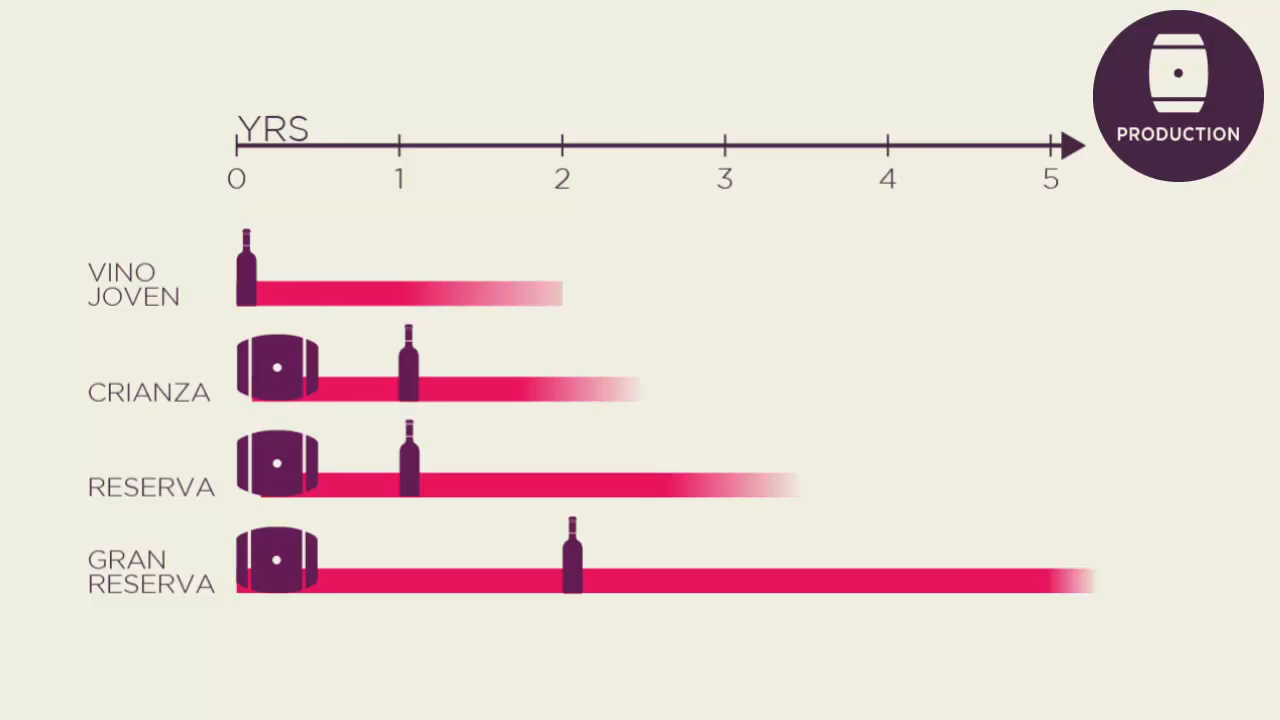 PRODUCTION
YRS
0 1 2 3 4 5
VINO
JOVEN
CRIANZA
RESERVA
GRAN
RESERVA